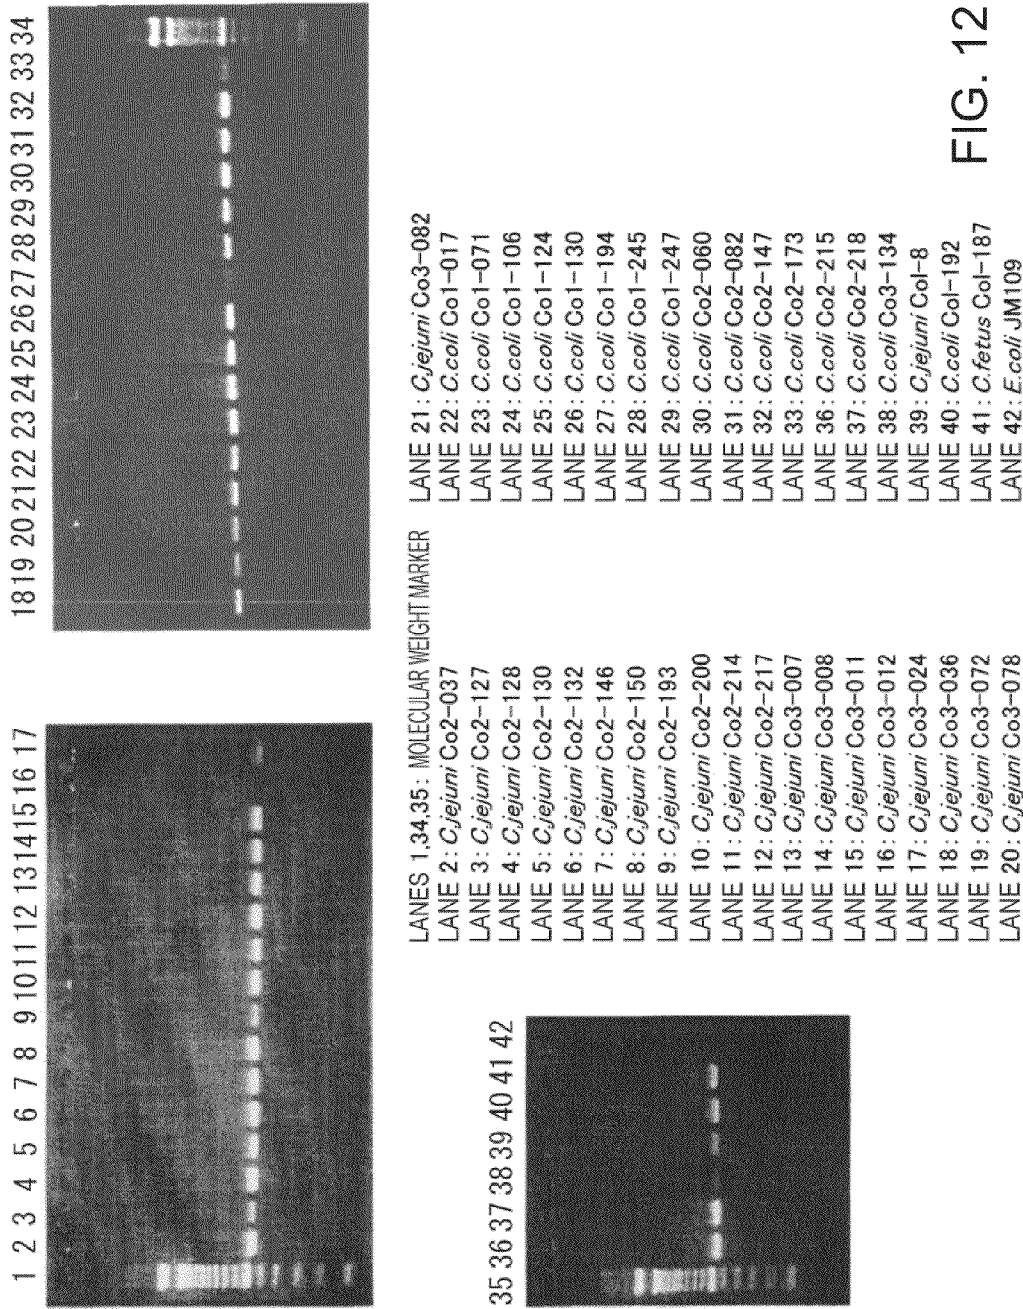 1 2 3 4 5 6 7 8 9 10 11 12 13 14 15 16 17
18 19 20 21 22 23 24 25 26 27 28 29 30 31 32 33 34
35 36 37 38 39 40 41 42
LANES 1,34,35: MOLECULAR WEIGHT MARKER
LANE 2: C.jejuni Co2-037
LANE 3: C.jejuni Co2-127
LANE 4: C.jejuni Co2-128
LANE 5: C.jejuni Co2-130
LANE 6: C.jejuni Co2-132
LANE 7: C.jejuni Co2-146
LANE 8: C.jejuni Co2-150
LANE 9: C.jejuni Co2-193
LANE 10: C.jejuni Co2-200
LANE 11: C.jejuni Co2-214
LANE 12: C.jejuni Co2-217
LANE 13: C.jejuni Co3-007
LANE 14: C.jejuni Co3-008
LANE 15: C.jejuni Co3-011
LANE 16: C.jejuni Co3-012
LANE 17: C.jejuni Co3-024
LANE 18: C.jejuni Co3-036
LANE 19: C.jejuni Co3-072
LANE 20: C.jejuni Co3-078
LANE 21: C.jejuni Co3-082
LANE 22: C.coli Co1-017
LANE 23: C.coli Co1-071
LANE 24: C.coli Co1-106
LANE 25: C.coli Co1-124
LANE 26: C.coli Co1-130
LANE 27: C.coli Co1-194
LANE 28: C.coli Co1-245
LANE 29: C.coli Co1-247
LANE 30: C.coli Co2-060
LANE 31: C.coli Co2-082
LANE 32: C.coli Co2-147
LANE 33: C.coli Co2-173
LANE 36: C.coli Co2-215
LANE 37: C.coli Co2-218
LANE 38: C.coli Co3-134
LANE 39: C.jejuni Col-8
LANE 40: C.coli Col-192
LANE 41: C.fetus Col-187
LANE 42: E.coli JM109
FIG. 12